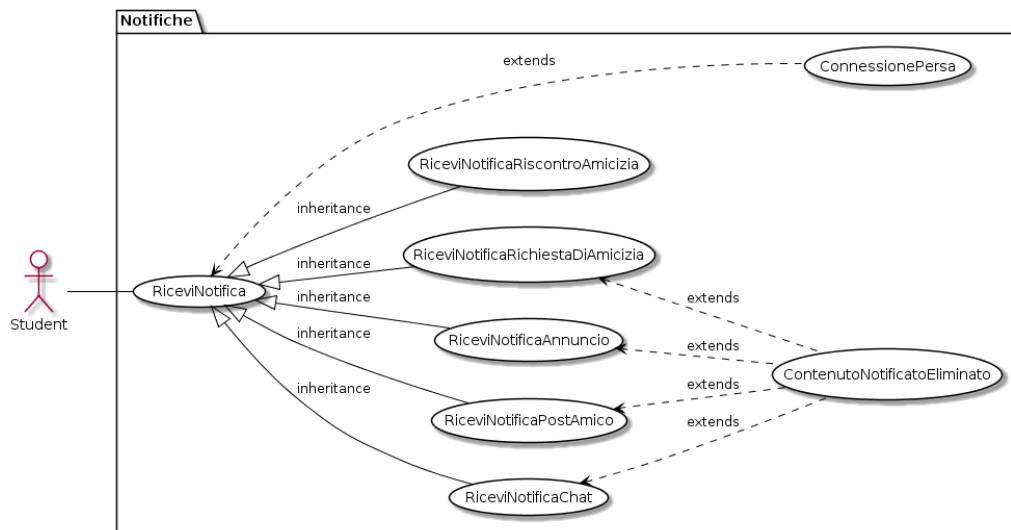 Notifiche
extends
ConnessionePersa
RiceviNotificaRiscontroAmicizia
inheritance
RiceviNotificaRichiestaDiAmicizia
inheritance
RiceviNotifica
inheritance
extends
Student
inheritance
RiceviNotificaAnnuncio
extends
ContenutoNotificatoEliminato
inheritance
extends
RiceviNotificaPostAmico
extends
RiceviNotificaChat